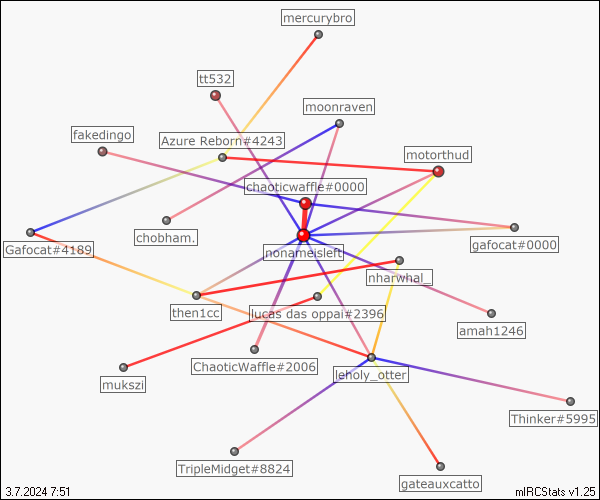 mercurybro
tt532
moonraven
fakedingo
Azure Reborn#4243
motorthud
chaoticwaffle#0000
chobham.
Gafocat#4189
gafocat#0000
nonameisleft
nharwhal_
then1cc
lucas das oppai#2396
amah1246
ChaoticWaffle#2006
leholy_otter
mukszi
Thinker#5995
TripleMidget#8824
gateauxcatto
3.7.2024 7:51
mIRCStats v1.25